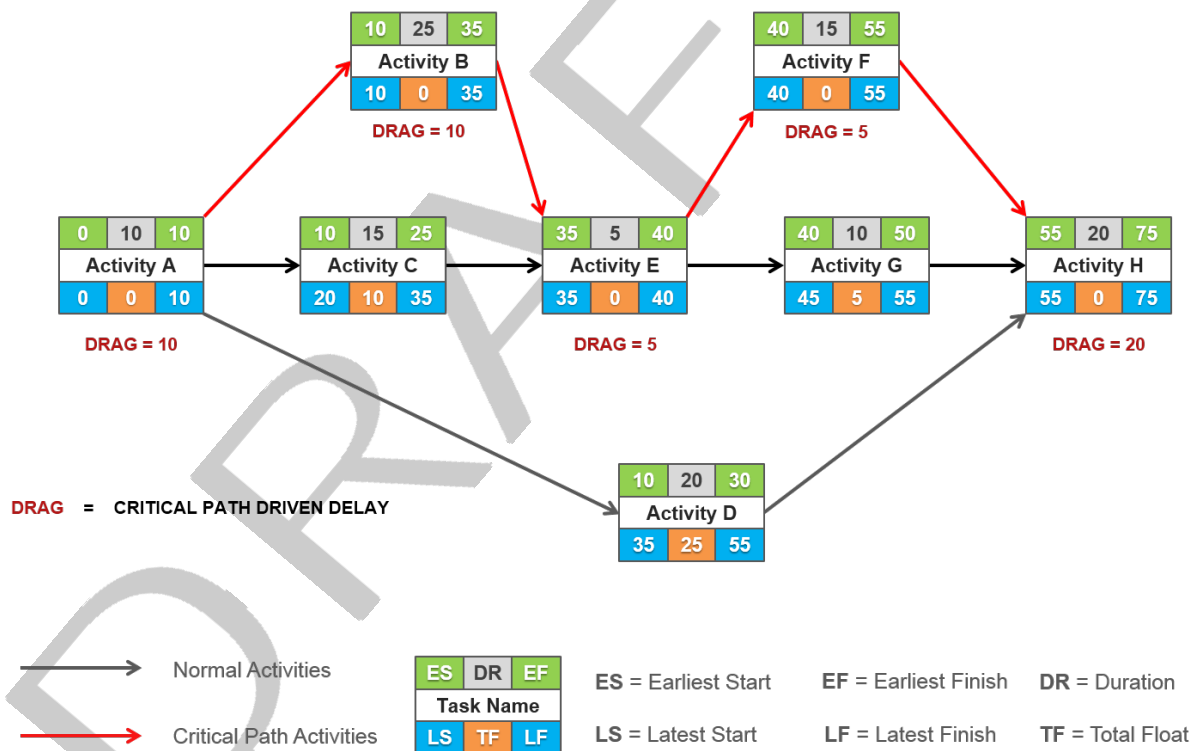 10 25 35
Activity B
10 0 35
DRAG = 10
40 15 55
Activity F
40 0 55
DRAG = 5
0 10 10
Activity A
0 0 10
DRAG = 10
10 15 25
Activity C
20 10 35
35 5 40
Activity E
35 0 40
DRAG = 5
40 10 50
Activity G
45 5 55
55 20 75
Activity H
55 0 75
DRAG = 20
10 20 30
Activity D
35 25 55
DRAG = CRITICAL PATH DRIVEN DELAY
Normal Activities
Critical Path Activities
ES DR EF
Task Name
LS TF LF
ES = Earliest Start
EF = Earliest Finish
DR = Duration
LS = Latest Start
LF = Latest Finish
TF = Total Float
DRAF